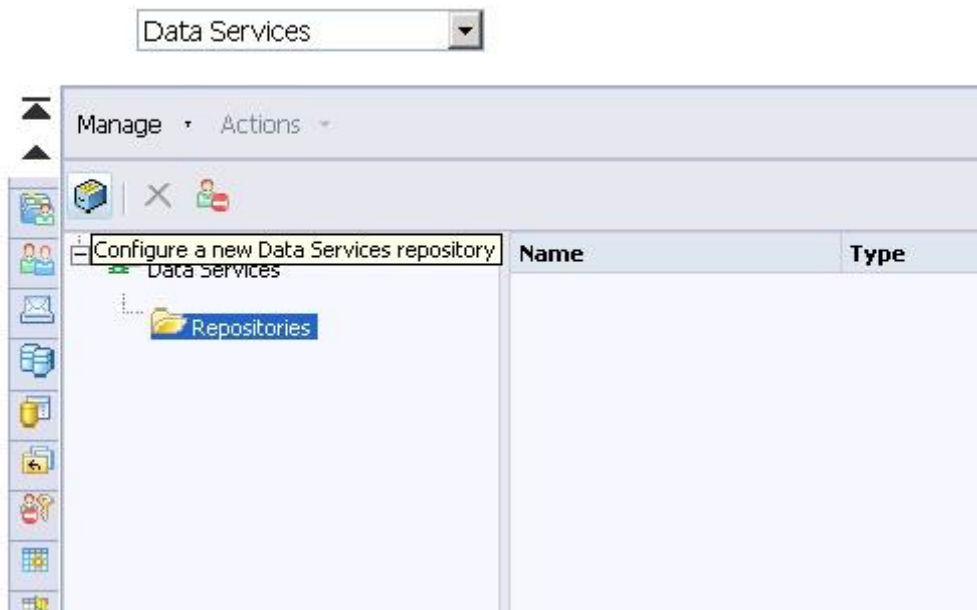 Data Services
Manage Actions
Configure a new Data Services repository
Name Type
Data Services
Repositories